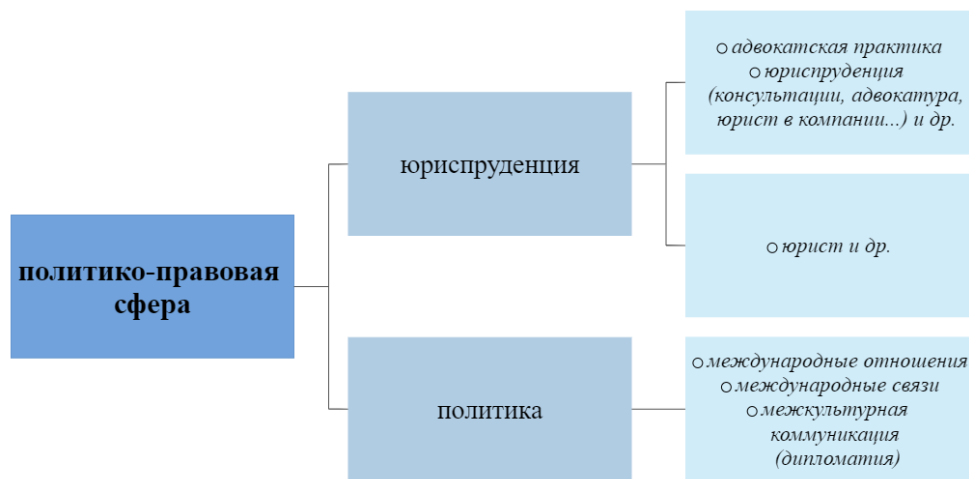 политико-правовая
сфера
юриспруденция
○ адвокатская практика
○ юриспруденция
(консультации, адвокатура,
юрист в компании...) и др.
○ юрист и др.
политика
○ международные отношения
○ международные связи
○ межкультурная
коммуникация
(дипломатия)